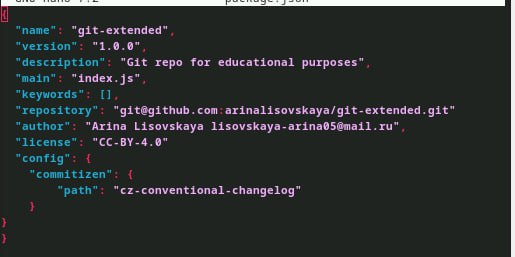 GNU nano 7.2 package.json
{
"name": "git-extended",
"version": "1.0.0",
"description": "Git repo for educational purposes",
"main": "index.js",
"keywords": [],
"repository": "git@github.com:arinalisovskaya/git-extended.git"
"author": "Arina Lisovskaya lisovskaya-arina05@mail.ru",
"license": "CC-BY-4.0"
"config": {
"commitizen": {
"path": "cz-conventional-changelog"
}
}
}